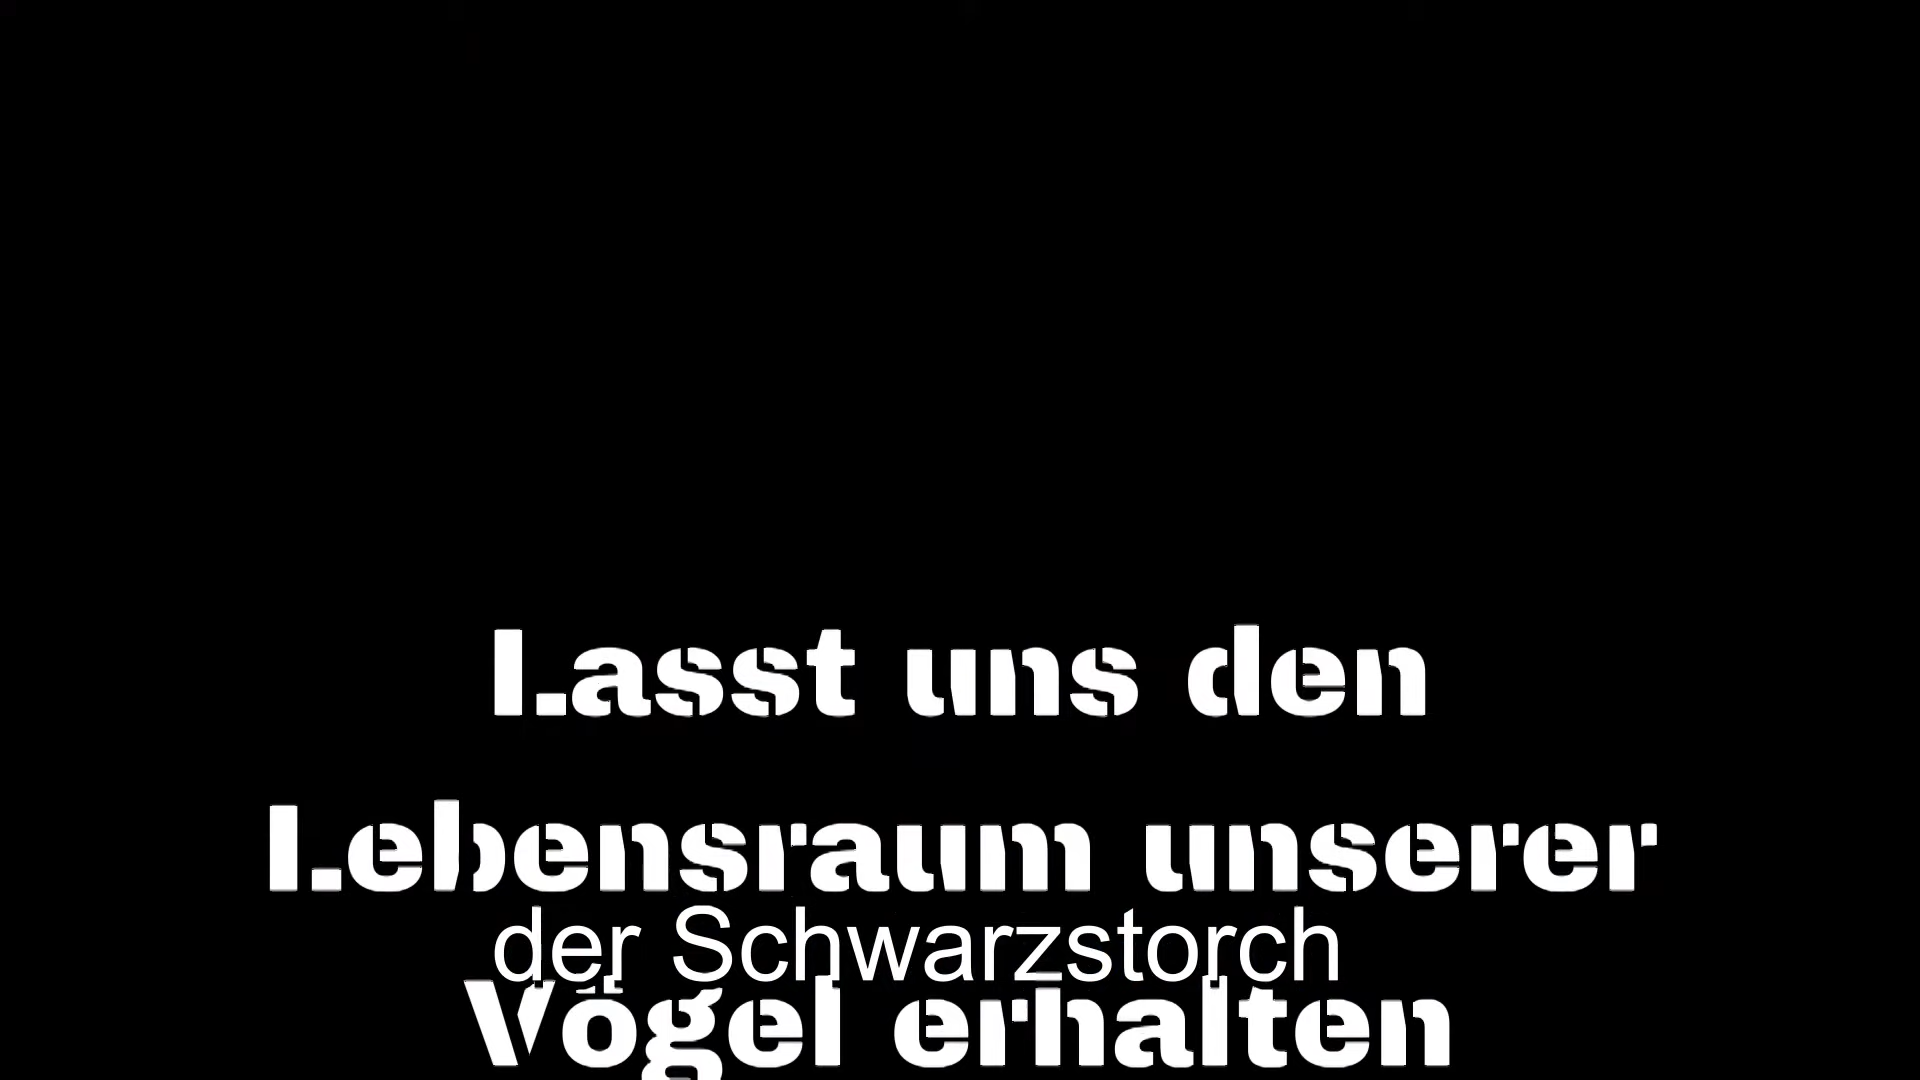 Lasst uns den
Lebensraum unserer
der Schwarzstorch
Vögel erhalten